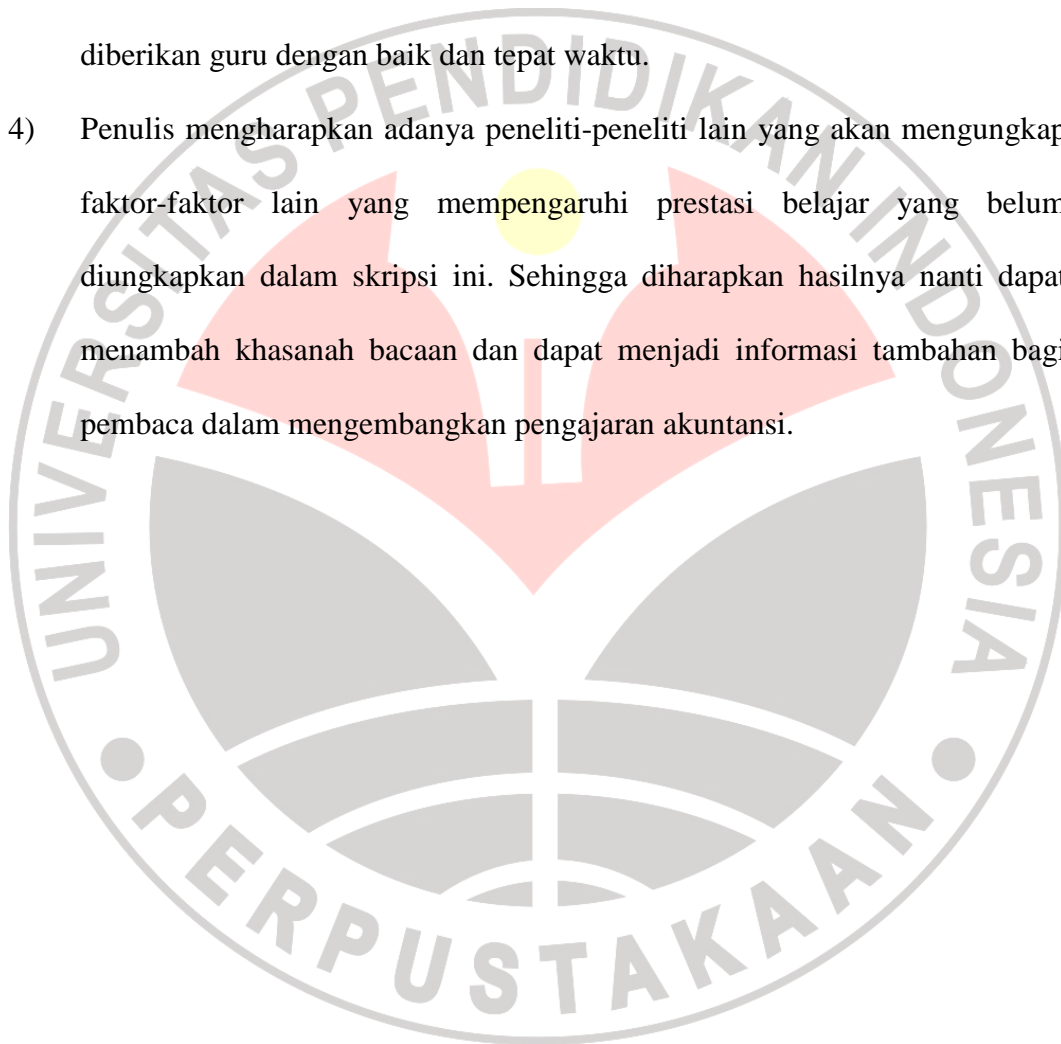 diberikan guru dengan baik dan tepat waktu.
4) Penulis mengharapkan adanya peneliti-peneliti lain yang akan mengungkap
faktor-faktor lain yang mempengaruhi prestasi belajar yang belum
diungkapkan dalam skripsi ini. Sehingga diharapkan hasilnya nanti dapat
menambah khasanah bacaan dan dapat menjadi informasi tambahan bagi
pembaca dalam mengembangkan pengajaran akuntansi.
UNIVERSITAS PENDIDIKAN INDONESIA
PERPUSTAKAAN